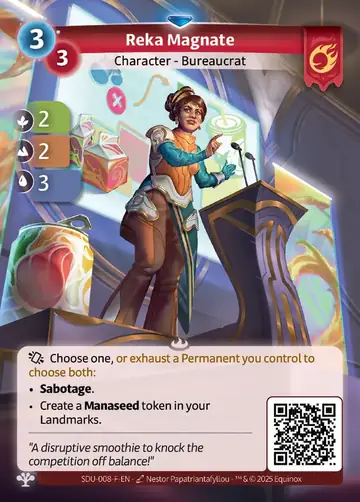 3
3
Reka Magnate
Character - Bureaucrat
2
2
3
Choose one, or exhaust a Permanent you control to
choose both:
• Sabotage.
• Create a Manaseed token in your
Landmarks.
"A disruptive smoothie to knock the
competition off balance!"
SDU-008-F-EN • Nestor Papatriantafyllou • ™ & © 2025 Equinox